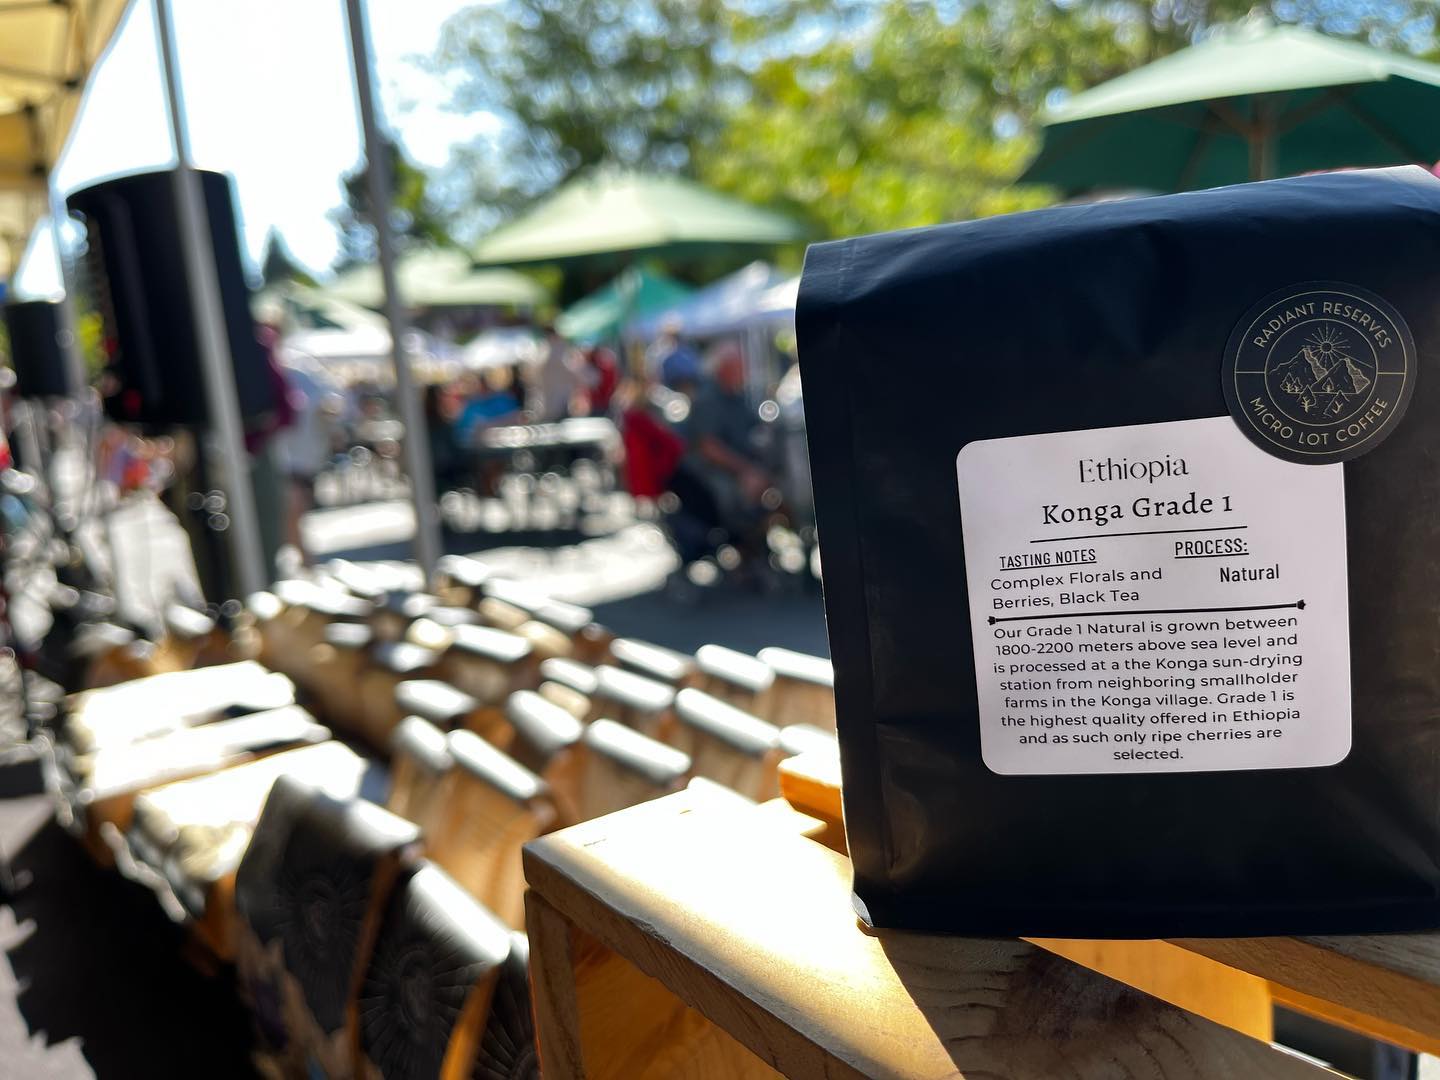 RADIANT RESERVES
MICRO LOT COFFEE
Ethiopia
Konga Grade 1
TASTING NOTES
Complex Florals and
Berries, Black Tea
PROCESS:
Natural
Our Grade 1 Natural is grown between
1800-2200 meters above sea level and
is processed at a the Konga sun-drying
station from neighboring smallholder
farms in the Konga village. Grade 1 is
the highest quality offered in Ethiopia
and as such only ripe cherries are
selected.